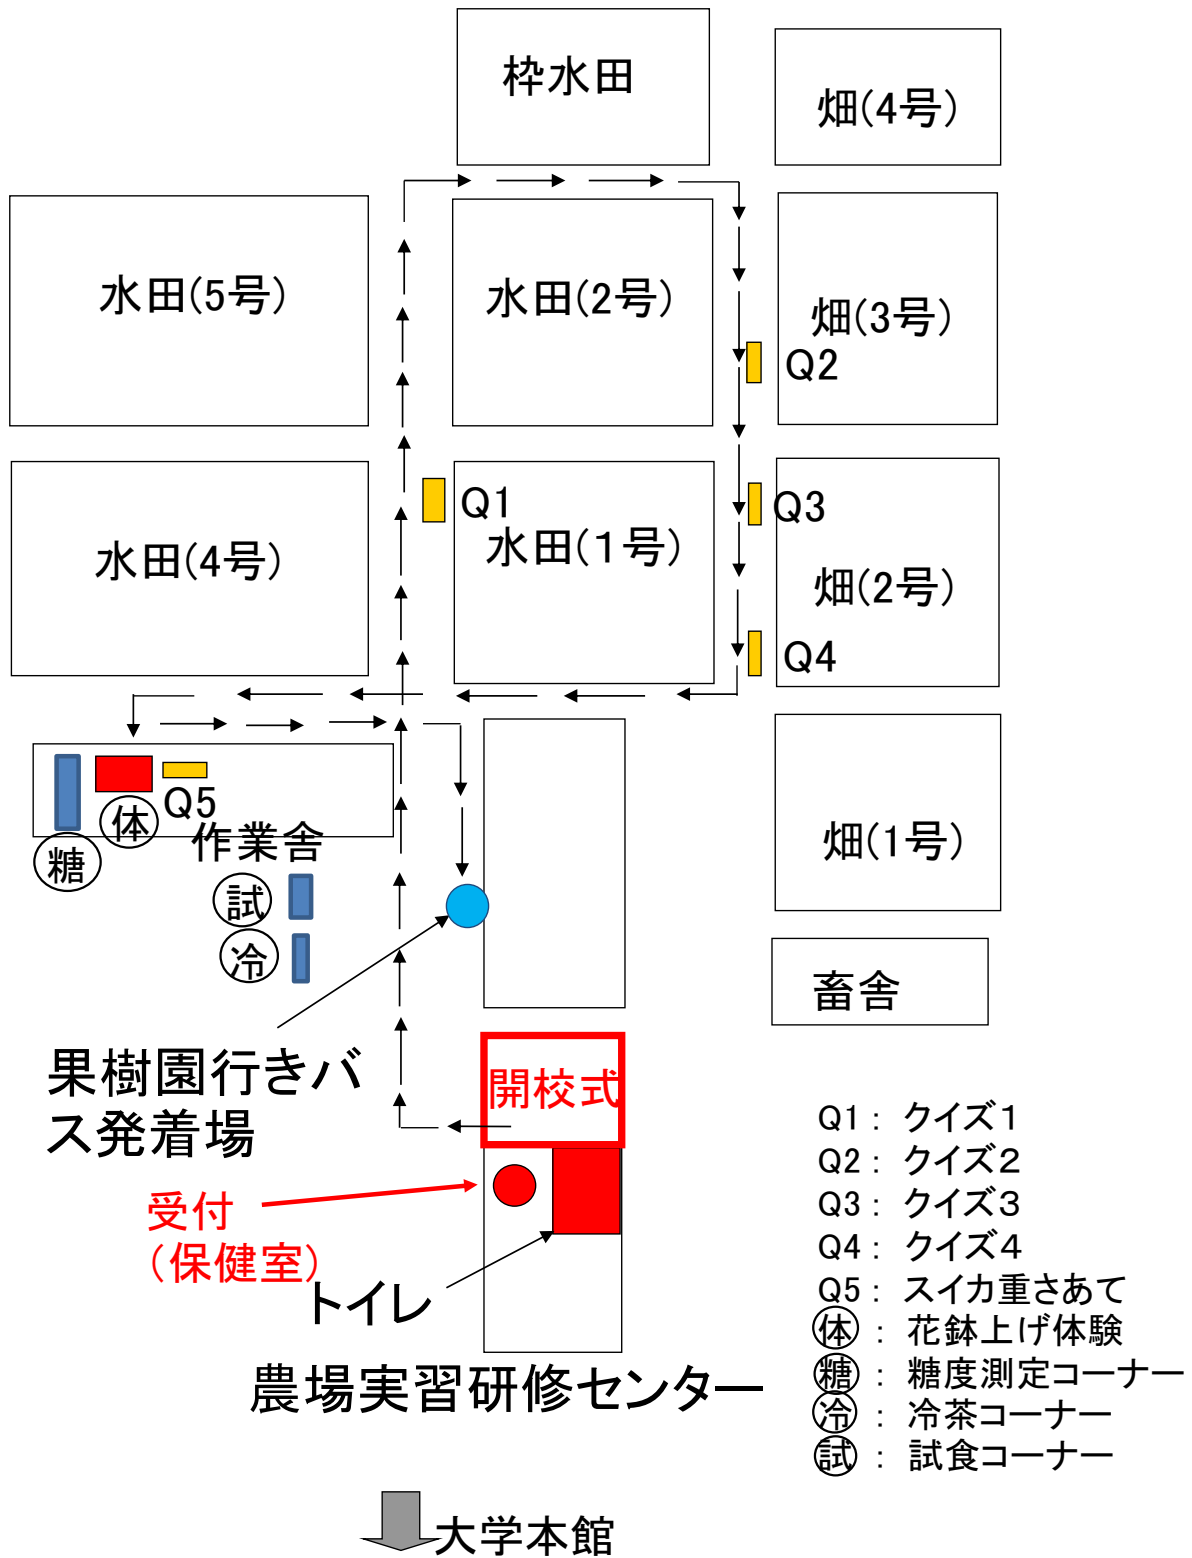 枠水田
畑(4号)
水田(5号)
水田(2号)
畑(3号)
Q2
Q1
Q3
水田(4号)
水田(１号)
畑(2号)
Q4
Q5
体
糖
作業舎
試
冷
畑(1号)
畜舎
果樹園行きバ
ス発着場
開校式
受付
（保健室）
トイレ
農場実習研修センター
Q1： クイズ１
Q2： クイズ２
Q3： クイズ３
Q4： クイズ４
Q5： スイカ重さあて
体： 花鉢上げ体験
糖： 糖度測定コーナー
冷： 冷茶コーナー
試： 試食コーナー
大学本館